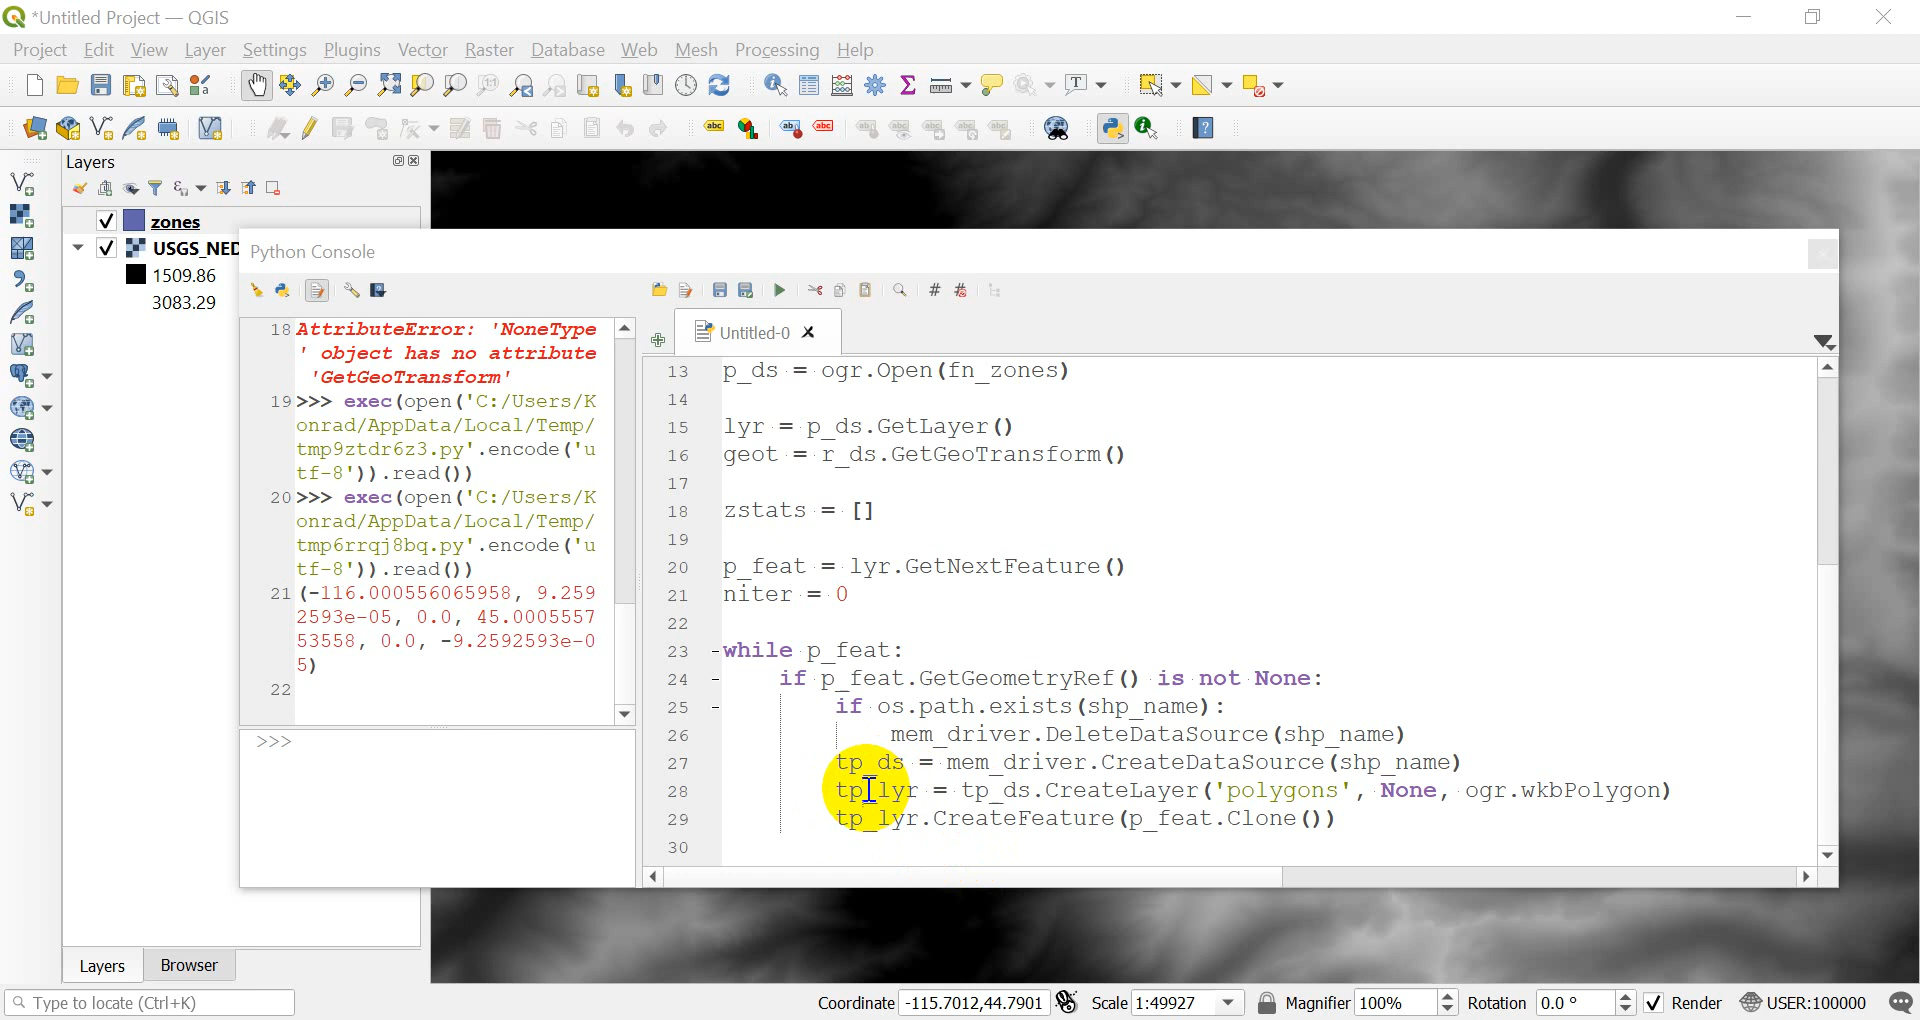 *Untitled Project — QGIS
Project Edit View Layer Settings Plugins Vector Raster Database Web Mesh Processing Help
Layers
zones
USGS_NED
1509.86
3083.29
Python Console
Untitled-0
18 AttributeError: 'NoneType
' object has no attribute
'GetGeoTransform'
19 >>> exec(open('C:/Users/K
onrad/AppData/Local/Temp/
tmp9ztdr6z3.py'.encode('u
tf-8')).read())
20 >>> exec(open('C:/Users/K
onrad/AppData/Local/Temp/
tmp6rrqj8bq.py'.encode('u
tf-8')).read())
21 (-116.000556065958, 9.259
2593e-05, 0.0, 45.0005557
53558, 0.0, -9.2592593e-0
5)
22
>>>
13 p_ds = ogr.Open(fn_zones)
14
15 lyr = p_ds.GetLayer()
16 geot = r_ds.GetGeoTransform()
17
18 zstats = []
19
20 p_feat = lyr.GetNextFeature()
21 niter = 0
22
23 while p_feat:
24 if p_feat.GetGeometryRef() is not None:
25 if os.path.exists(shp_name):
26 mem_driver.DeleteDataSource(shp_name)
27 tp_ds = mem_driver.CreateDataSource(shp_name)
28 tp_lyr = tp_ds.CreateLayer('polygons', None, ogr.wkbPolygon)
29 tp_lyr.CreateFeature(p_feat.Clone())
30
Layers Browser
Type to locate (Ctrl+K) Coordinate -115.7012,44.7901 Scale 1:49927 Magnifier 100% Rotation 0.0 ° Render USER:100000